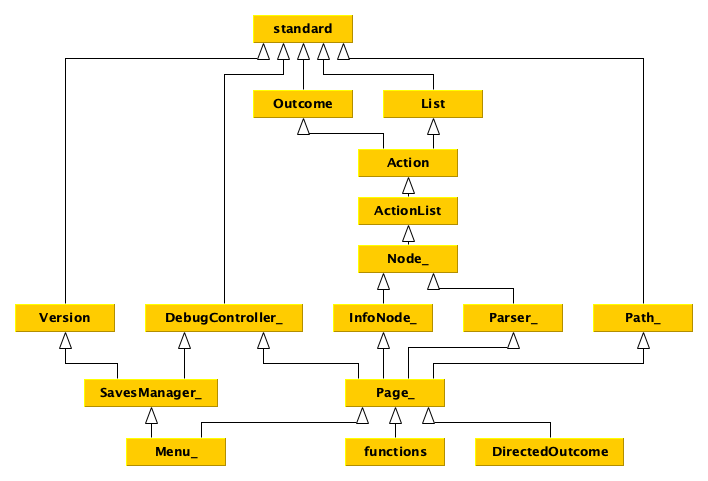 standard
Outcome
List
Action
ActionList
Node_
Version
DebugController_
InfoNode_
Parser_
Path_
SavesManager_
Page_
Menu_
functions
DirectedOutcome